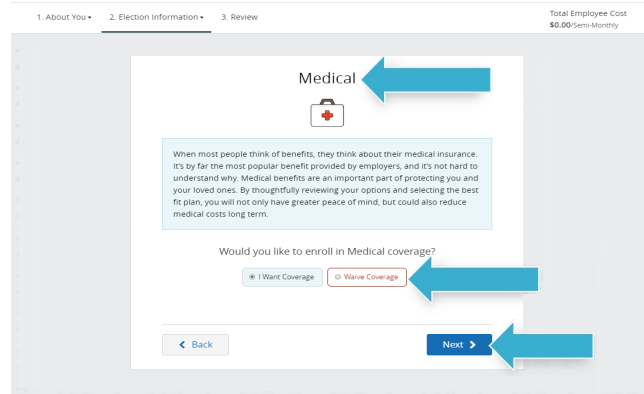 1. About You 2. Election Information 3. Review
Total Employee Cost
$0.00/Semi-Monthly
Medical
When most people think of benefits, they think about their medical insurance.
It's by far the most popular benefit provided by employers, and it's not hard to
understand why. Medical benefits are an important part of protecting you and
your loved ones. By thoughtfully reviewing your options and selecting the best
fit plan, you will not only have greater peace of mind, but could also reduce
medical costs long term.
Would you like to enroll in Medical coverage?
I Want Coverage Waive Coverage
Back Next